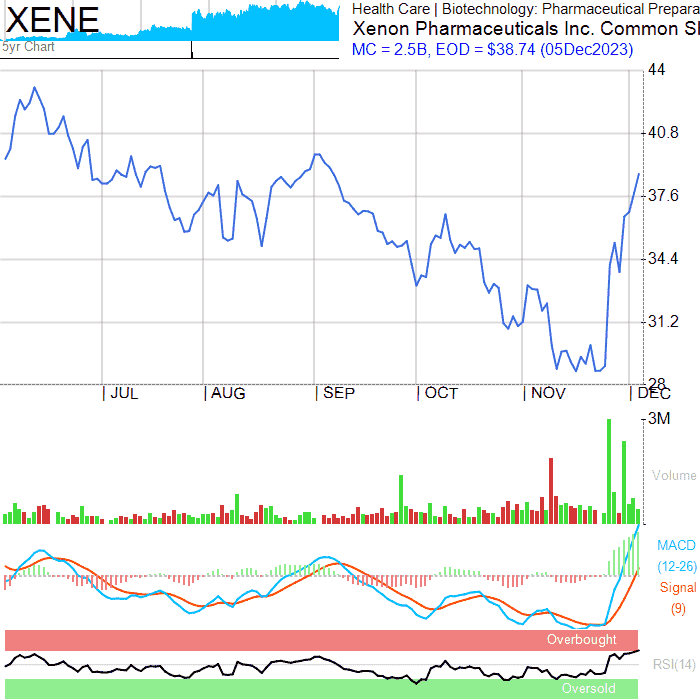 XENE
5yr Chart
Health Care | Biotechnology: Pharmaceutical Prepara
Xenon Pharmaceuticals Inc. Common
MC = 2.5B, EOD = $38.74 (05Dec2023)
44
40.8
37.6
34.4
31.2
28
JUL AUG SEP OCT NOV DEC
3M
Volume
MACD
(12-26)
Signal
(9)
Overbought
RSI(14)
Oversold